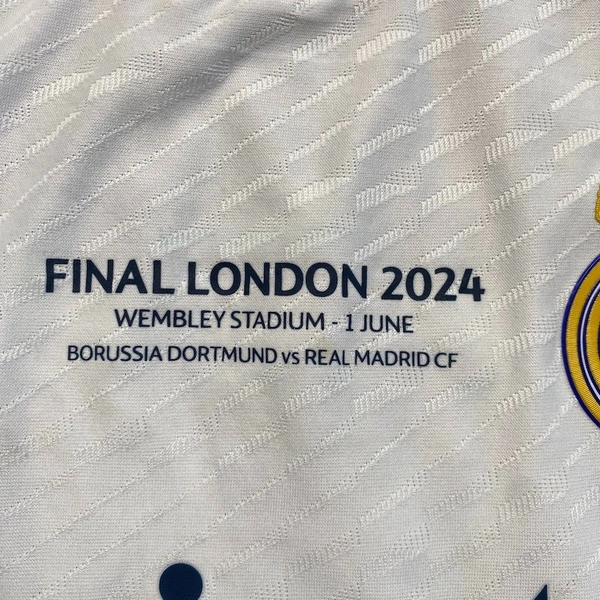 FINAL LONDON 2024
WEMBLEY STADIUM - 1 JUNE
BORUSSIA DORTMUND vs REAL MADRID CF